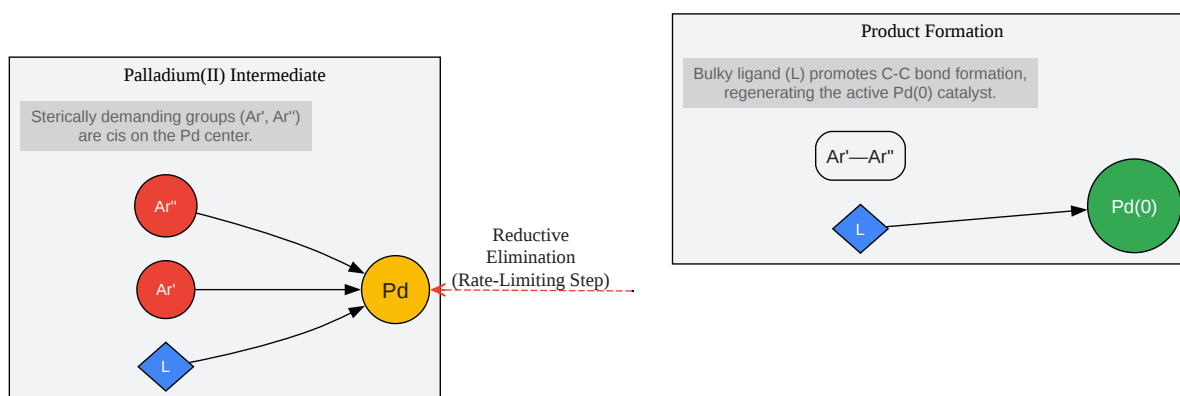 Palladium(II) Intermediate
Sterically demanding groups (Ar', Ar'')
are cis on the Pd center.
Ar''
Ar'
L
Pd
Reductive
Elimination
(Rate-Limiting Step)
Product Formation
Bulky ligand (L) promotes C-C bond formation,
regenerating the active Pd(0) catalyst.
Ar'—Ar''
L
Pd(0)